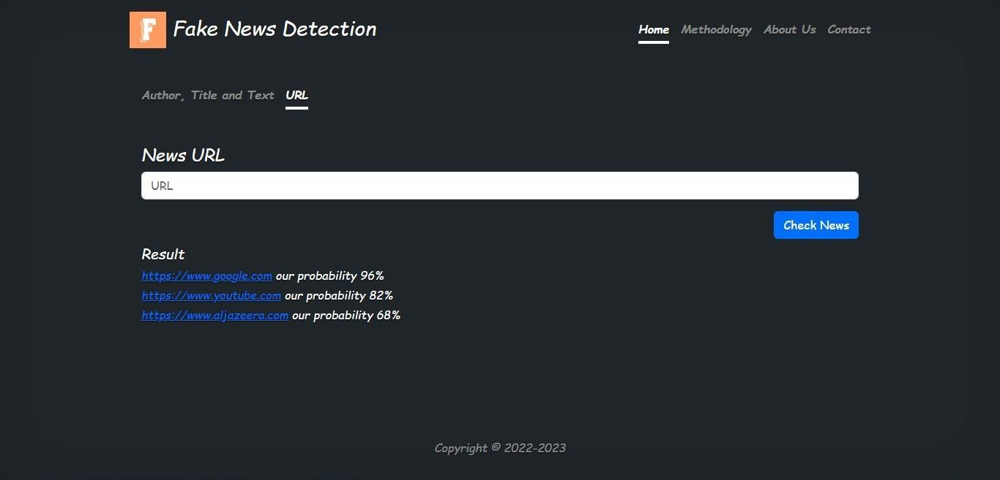 F Fake News Detection Home Methodology About Us Contact
Author, Title and Text URL
News URL
URL
Check News
Result
https://www.google.com our probability 96%
https://www.youtube.com our probability 82%
https://www.aljazeera.com our probability 68%
Copyright © 2022-2023